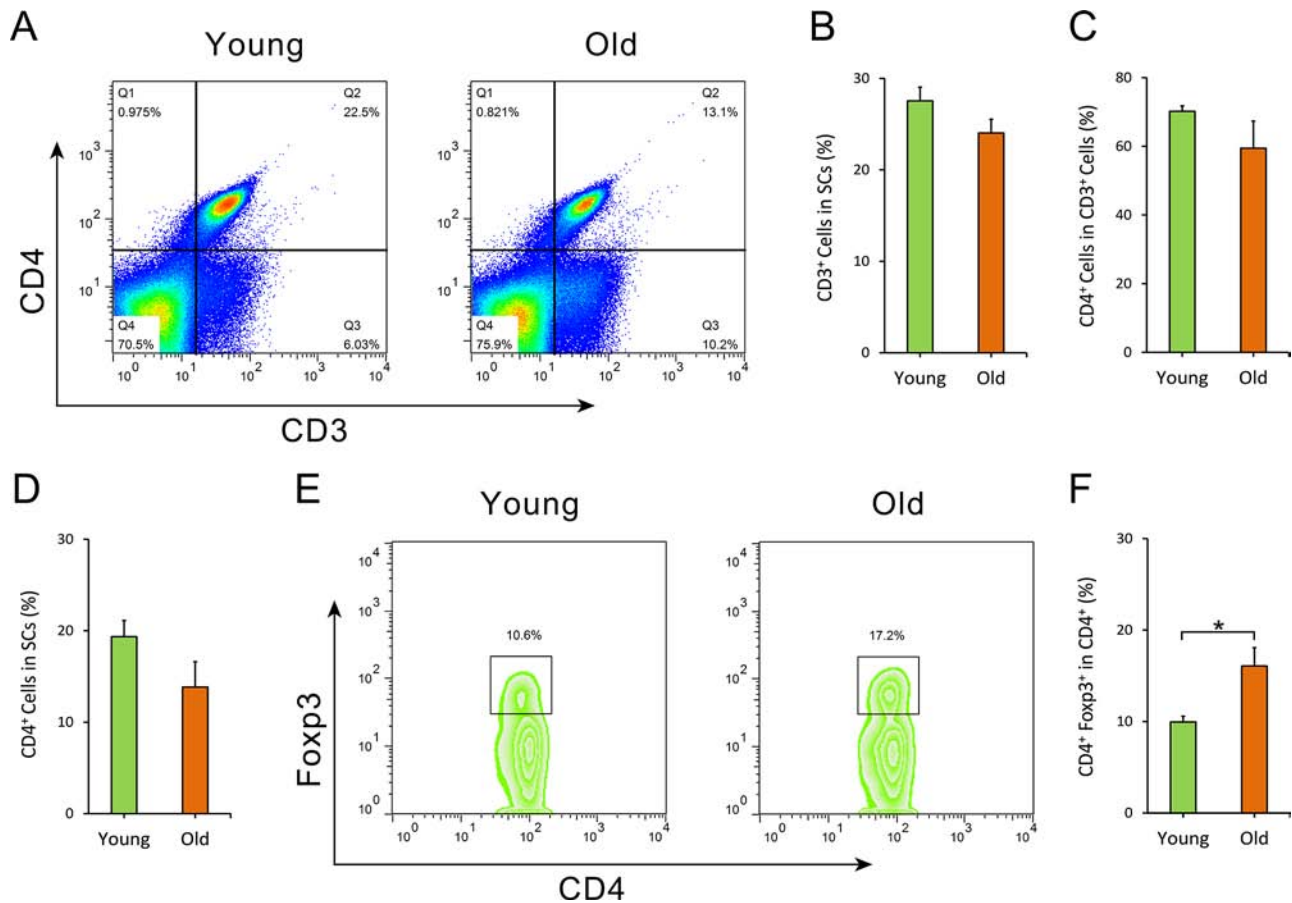 A
Young
Old
Q1
0.975%
Q2
22.5%
Q4
70.5%
Q3
6.03%
10³
10²
10¹
10⁰ 10¹ 10² 10³ 10⁴
Q1
0.821%
Q2
13.1%
Q4
75.9%
Q3
10.2%
10³
10²
10¹
10⁰ 10¹ 10² 10³ 10⁴
CD4
CD3
B
CD3⁺ Cells in SCs (%)
30
20
10
0
Young Old
C
CD4⁺ Cells in CD3⁺ Cells (%)
80
60
40
20
0
Young Old
D
CD4⁺ Cells in SCs (%)
30
20
10
0
Young Old
E
Young
Old
10.6%
10⁴
10³
10²
10¹
10⁰
10⁰ 10¹ 10² 10³ 10⁴
17.2%
10⁴
10³
10²
10¹
10⁰
10⁰ 10¹ 10² 10³ 10⁴
Foxp3
CD4
F
CD4⁺ Foxp3⁺ in CD4⁺ (%)
30
20
10
0
*
Young Old